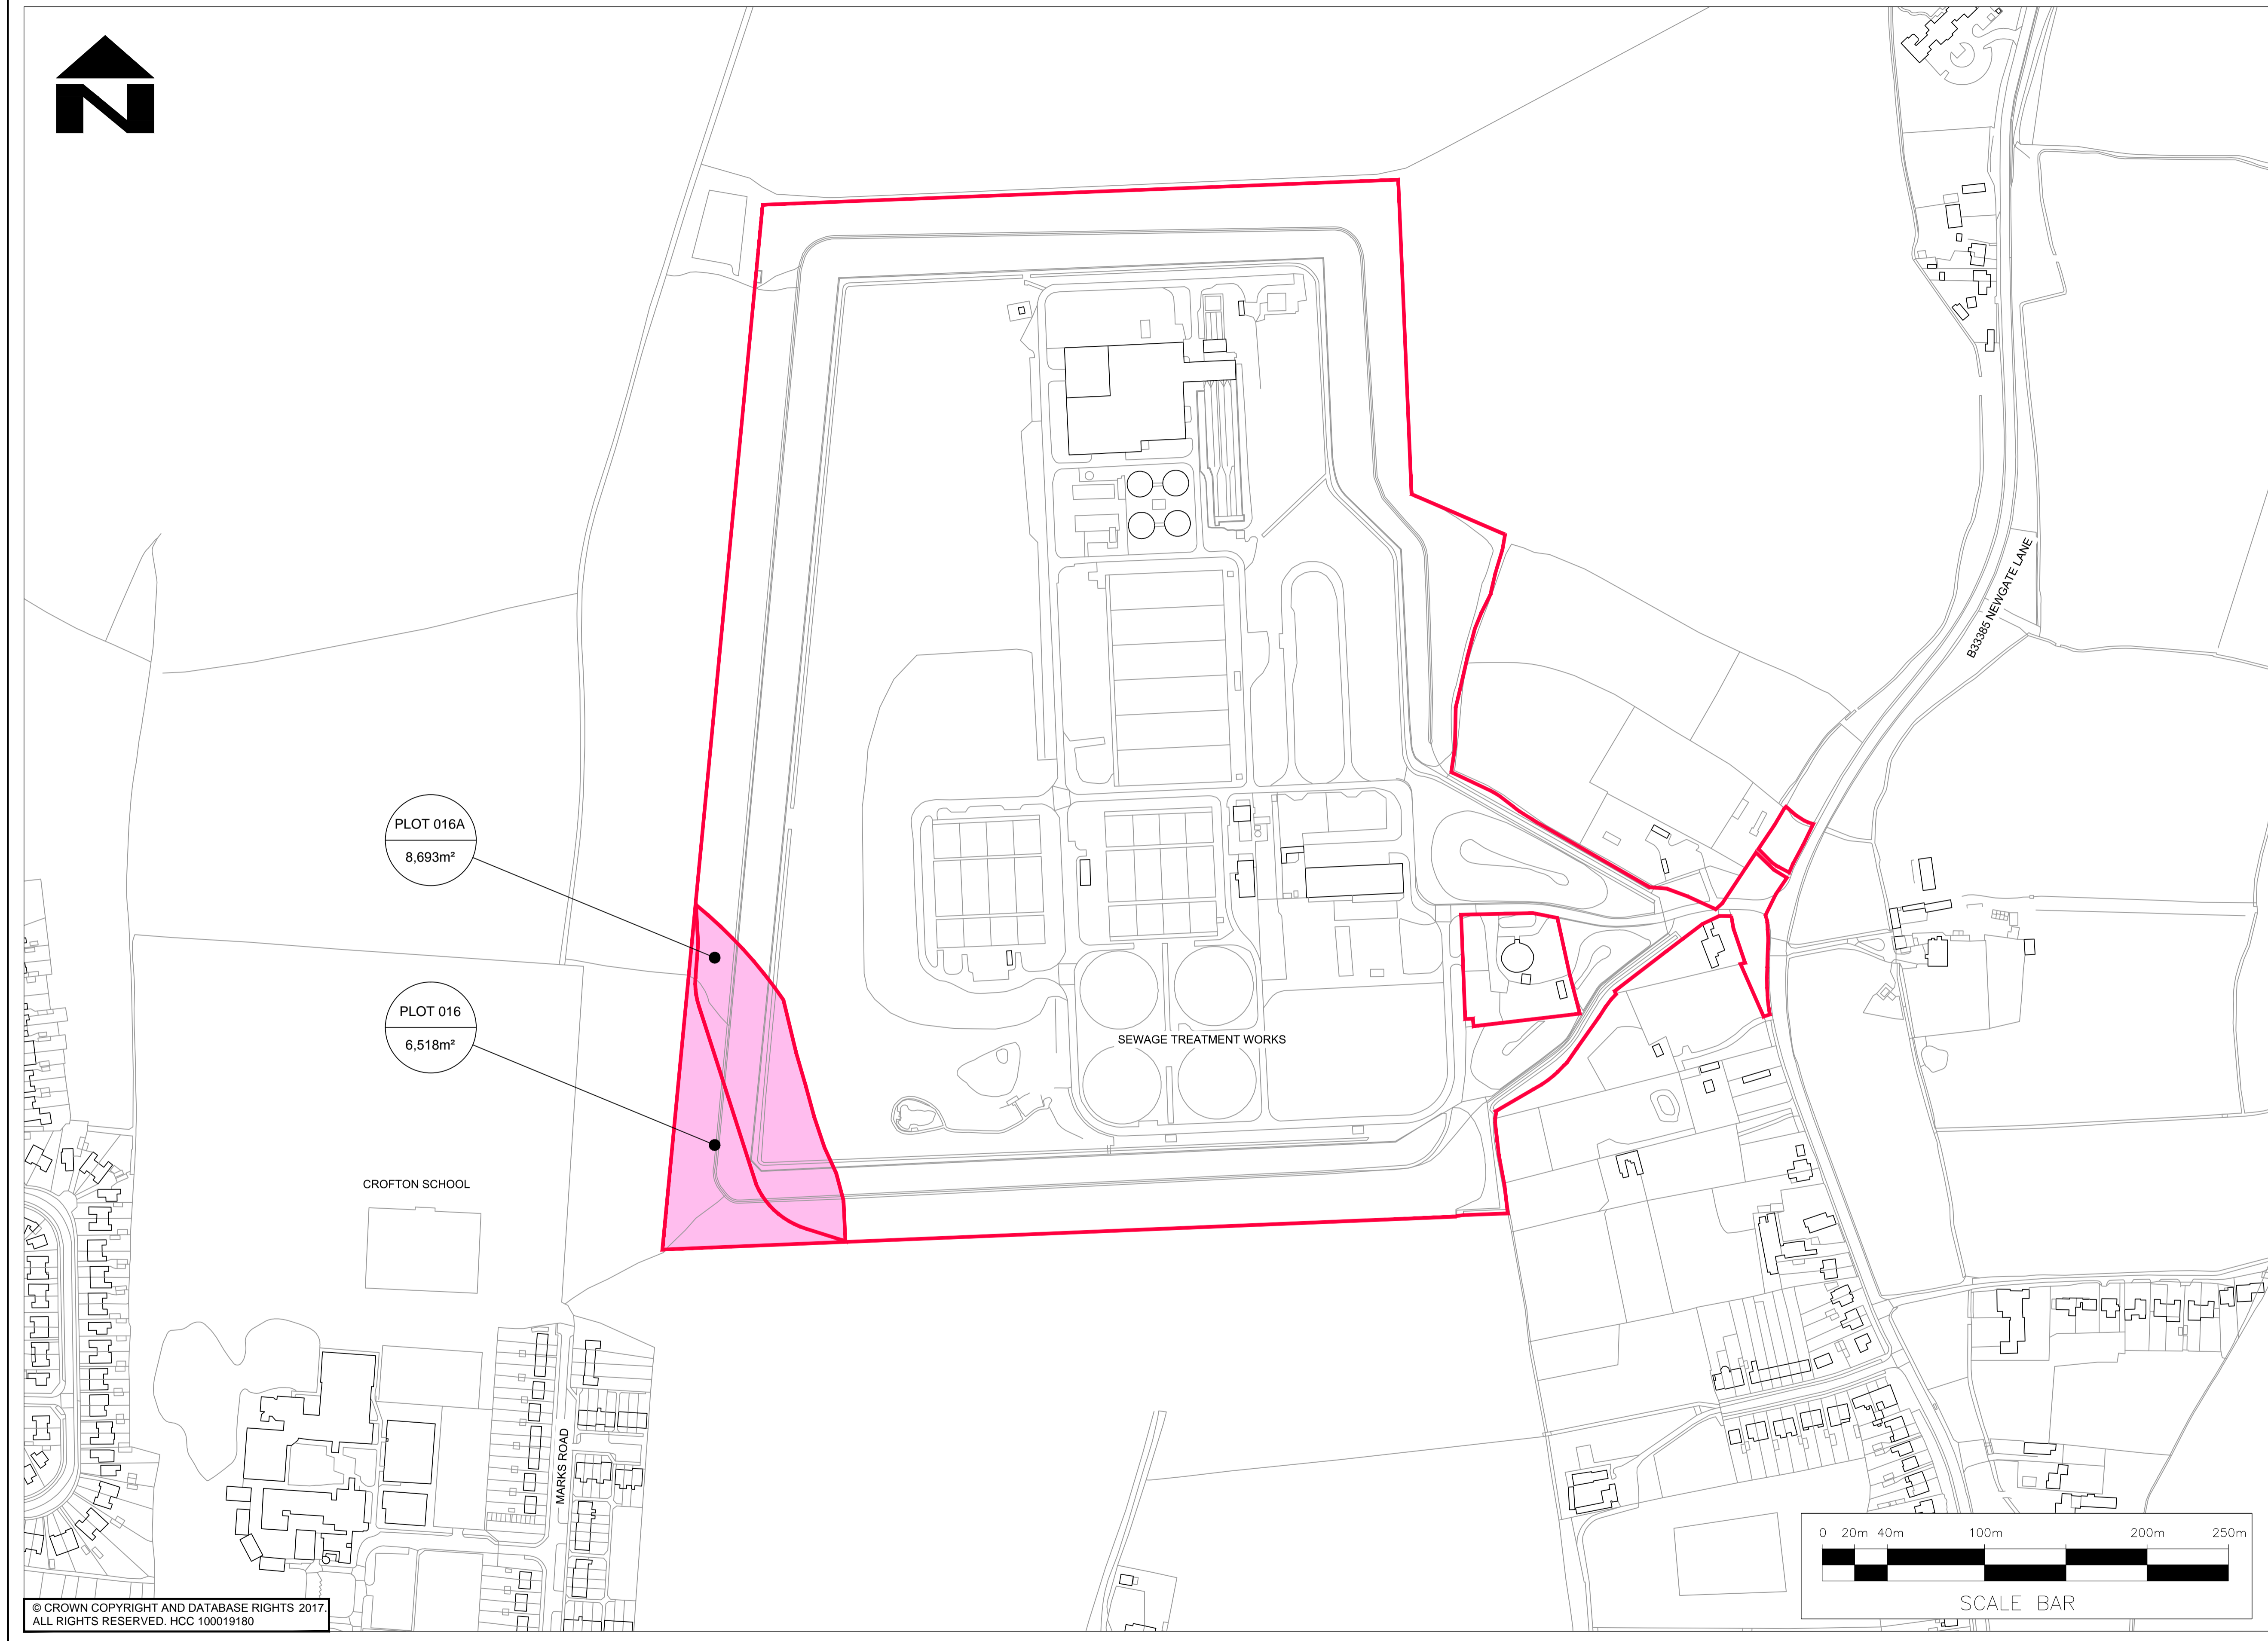 N
B33385 NEWGATE LANE
PLOT 016A
8,693m²
PLOT 016
6,518m²
SEWAGE TREATMENT WORKS
CROFTON SCHOOL
MARKS ROAD
0 20m 40m 100m 200m 250m
SCALE BAR
© CROWN COPYRIGHT AND DATABASE RIGHTS 2017.
ALL RIGHTS RESERVED. HCC 100019180